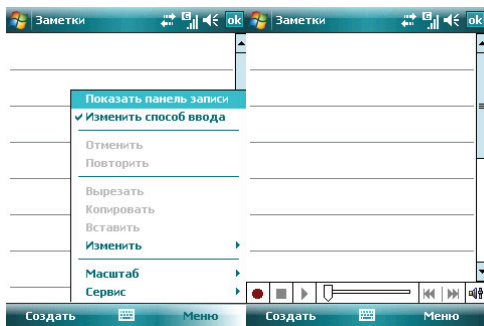 Заметки
ok
Показать панель записи
Изменить способ ввода
Отменить
Повторить
Вырезать
Копировать
Вставить
Изменить
Масштаб
Сервис
Создать
Меню
Заметки
ok
Создать
Меню